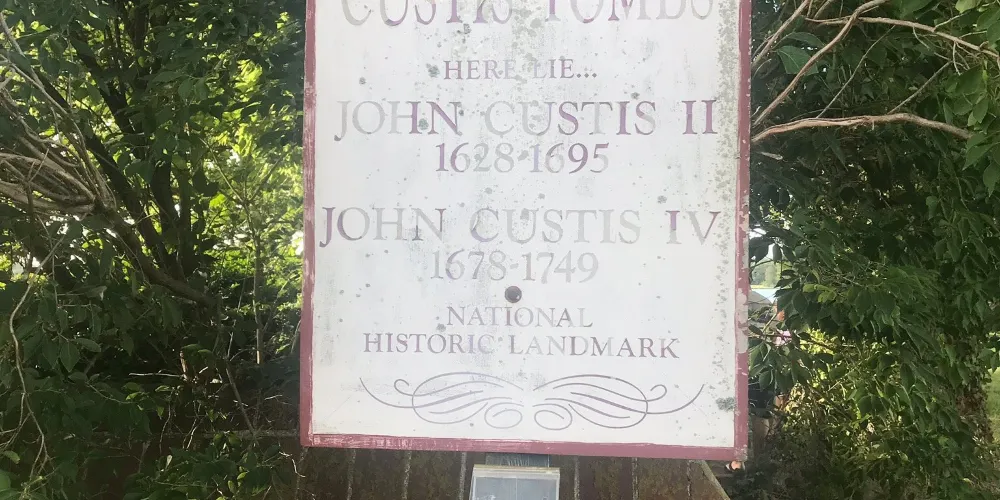 CUSTIS TOMBS
HERE LIE...
JOHN CUSTIS II
1628-1695
JOHN CUSTIS IV
1678-1749
NATIONAL
HISTORIC LANDMARK